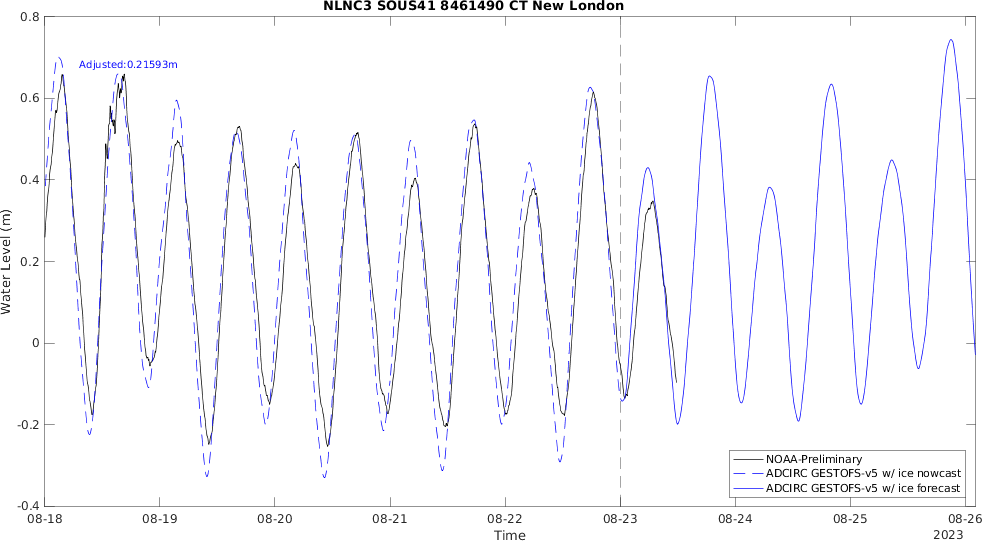 NLNC3 SOUS41 8461490 CT New London
Adjusted:0.21593m
Water Level (m)
0.8
0.6
0.4
0.2
0
-0.2
-0.4
NOAA-Preliminary
ADCIRC GESTOFS-v5 w/ ice nowcast
ADCIRC GESTOFS-v5 w/ ice forecast
08-18 08-19 08-20 08-21 08-22 08-23 08-24 08-25 08-26
Time
2023